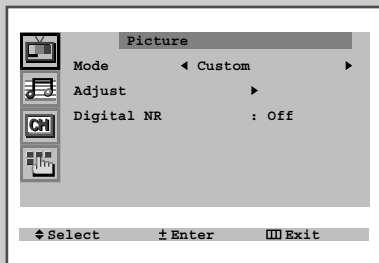 Picture
Mode ◀ Custom ▶
Adjust ▶
CH
Digital NR : Off
Select ± Enter Exit